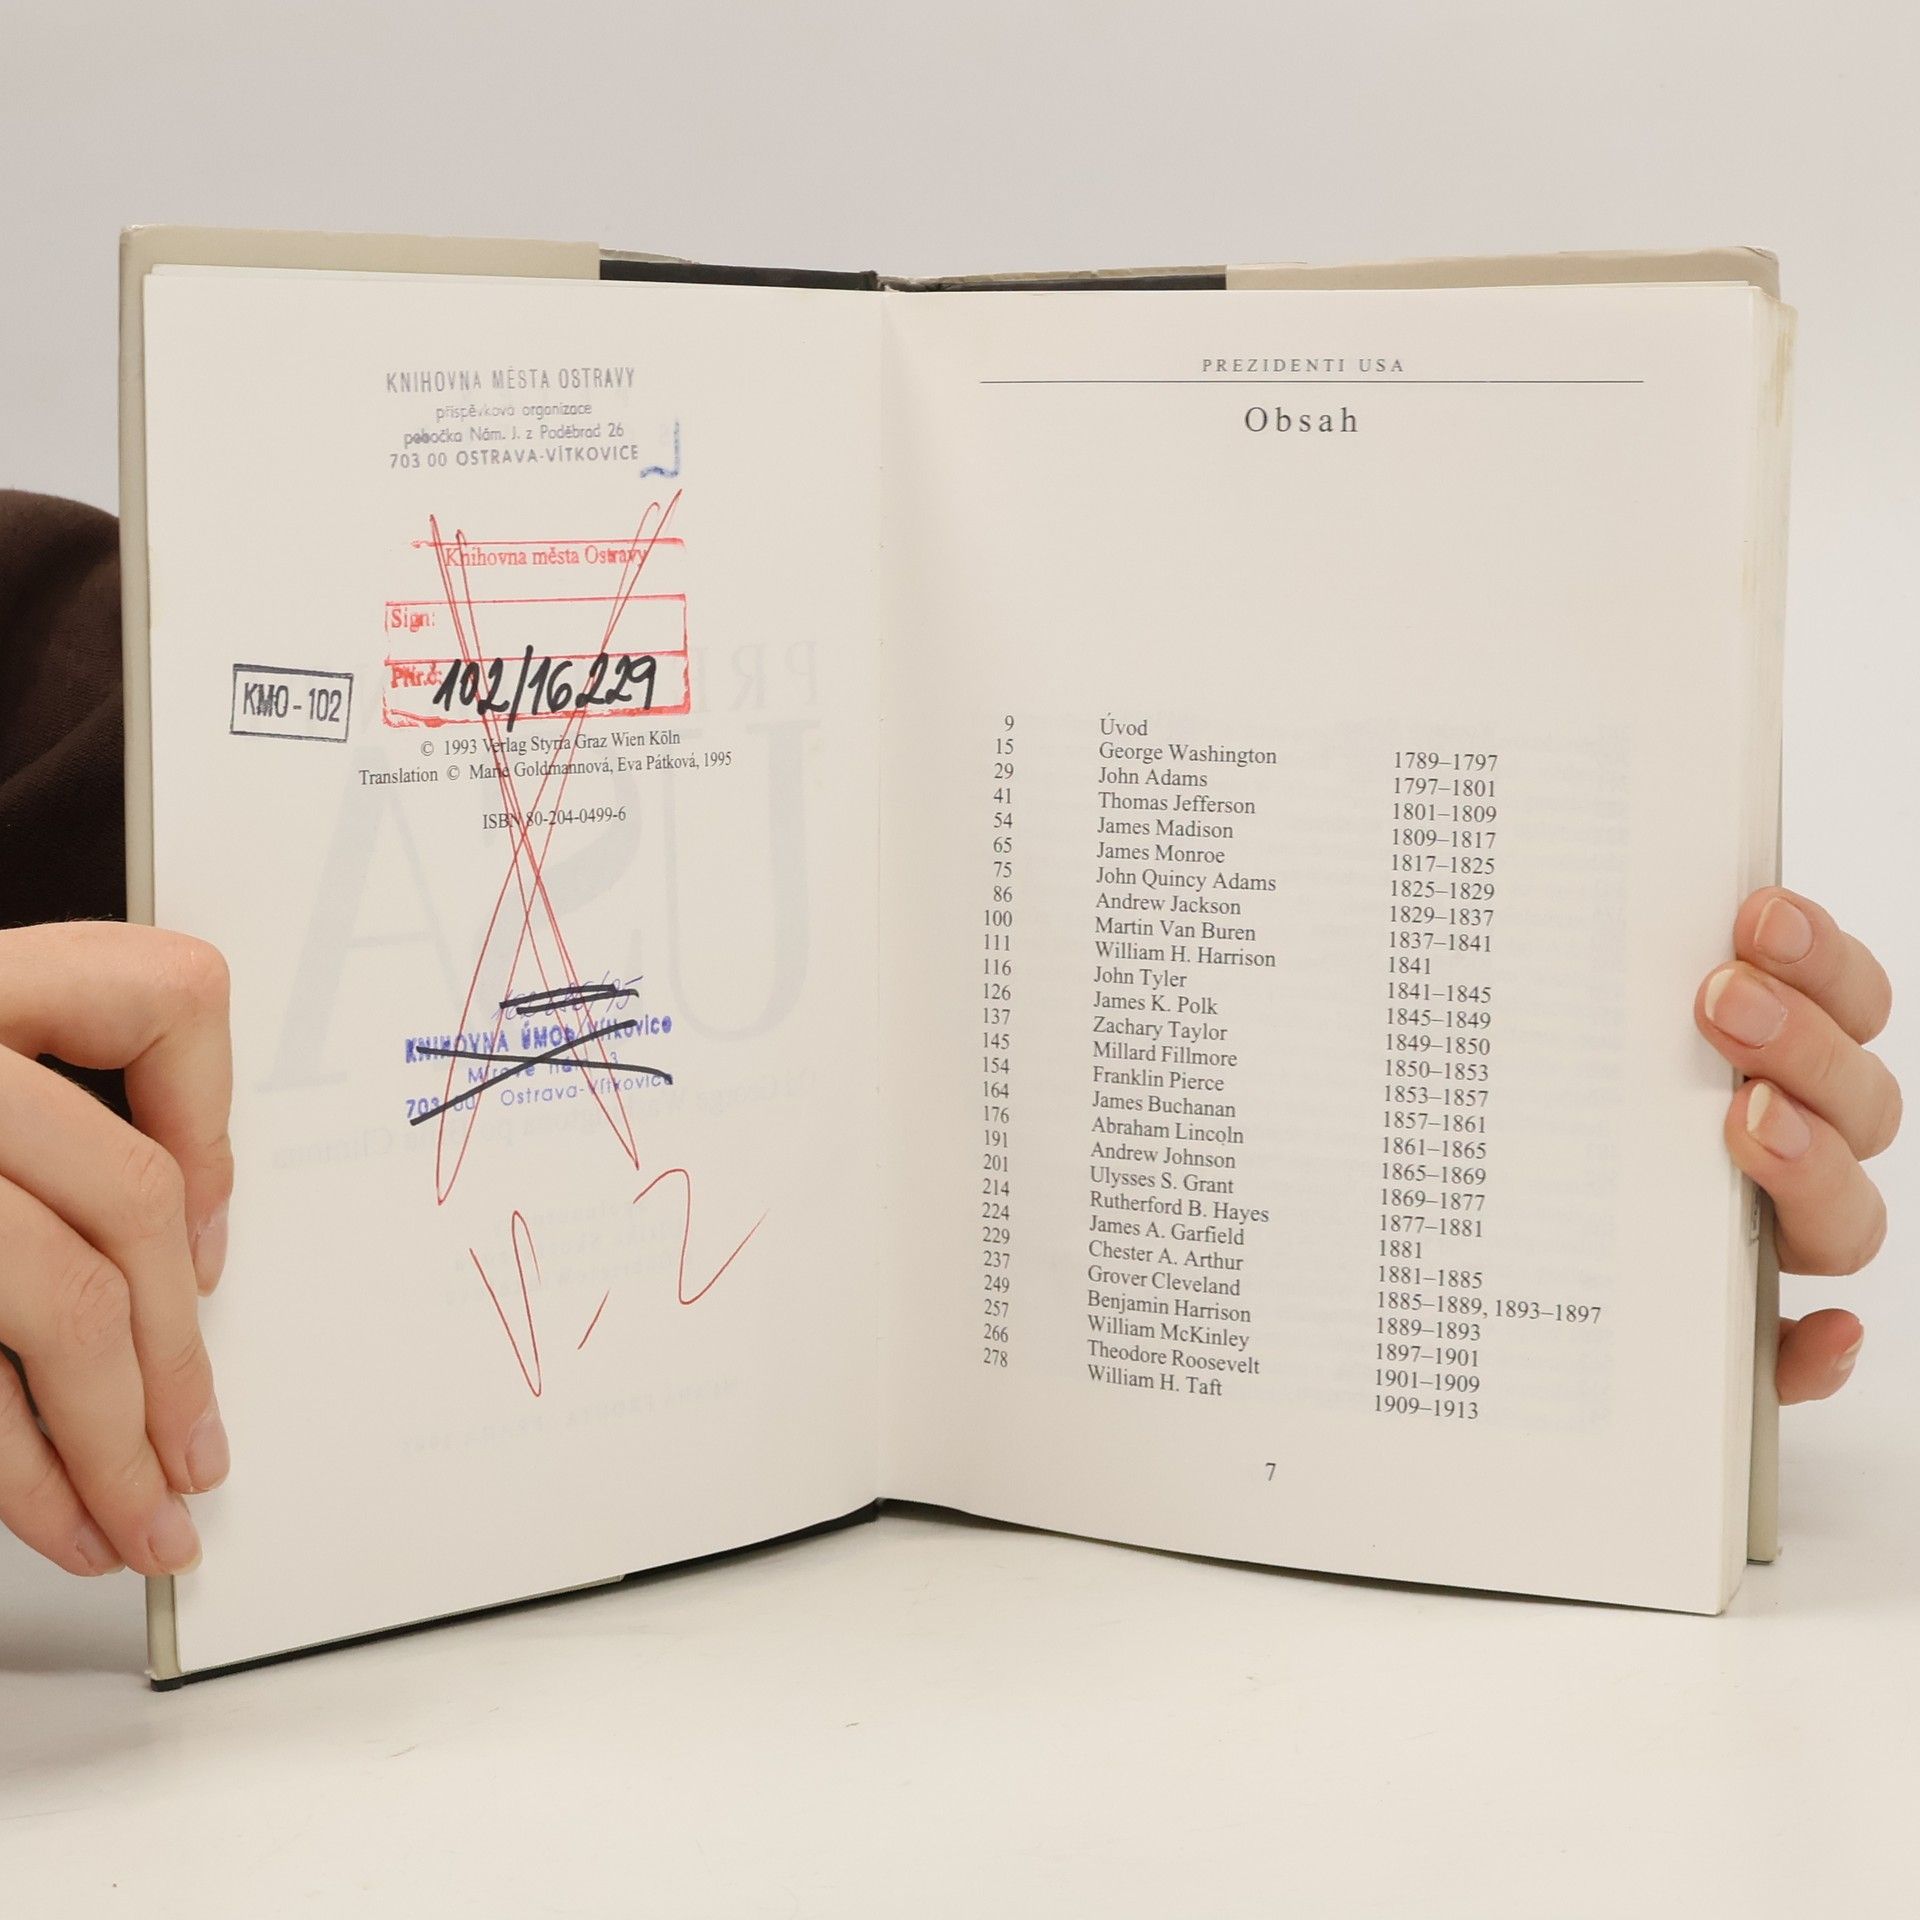 KNIHOVNA MĚSTA OSTRAVY
příspěvková organizace
pobočka Nám. J. z Poděbrad 26
703 00 OSTRAVA-VÍTKOVICE
Knihovna města Ostravy
Sign:
Přír.č: 102/16 229
KMO - 102
© 1993 Verlag Styria Graz Wien Köln
Translation © Marie Goldmannová, Eva Pátková, 1995
ISBN 80-204-0499-6
KNIHOVNA ÚMOb Vítkovice
Mírové nám. 3
703 00 Ostrava-Vítkovice
PREZIDENTI USA
Obsah
9 Úvod
15 George Washington 1789–1797
29 John Adams 1797–1801
41 Thomas Jefferson 1801–1809
54 James Madison 1809–1817
65 James Monroe 1817–1825
75 John Quincy Adams 1825–1829
86 Andrew Jackson 1829–1837
100 Martin Van Buren 1837–1841
111 William H. Harrison 1841
116 John Tyler 1841–1845
126 James K. Polk 1845–1849
137 Zachary Taylor 1849–1850
145 Millard Fillmore 1850–1853
154 Franklin Pierce 1853–1857
164 James Buchanan 1857–1861
176 Abraham Lincoln 1861–1865
191 Andrew Johnson 1865–1869
201 Ulysses S. Grant 1869–1877
214 Rutherford B. Hayes 1877–1881
224 James A. Garfield 1881
229 Chester A. Arthur 1881–1885
237 Grover Cleveland 1885–1889, 1893–1897
249 Benjamin Harrison 1889–1893
257 William McKinley 1897–1901
266 Theodore Roosevelt 1901–1909
278 William H. Taft 1909–1913
7